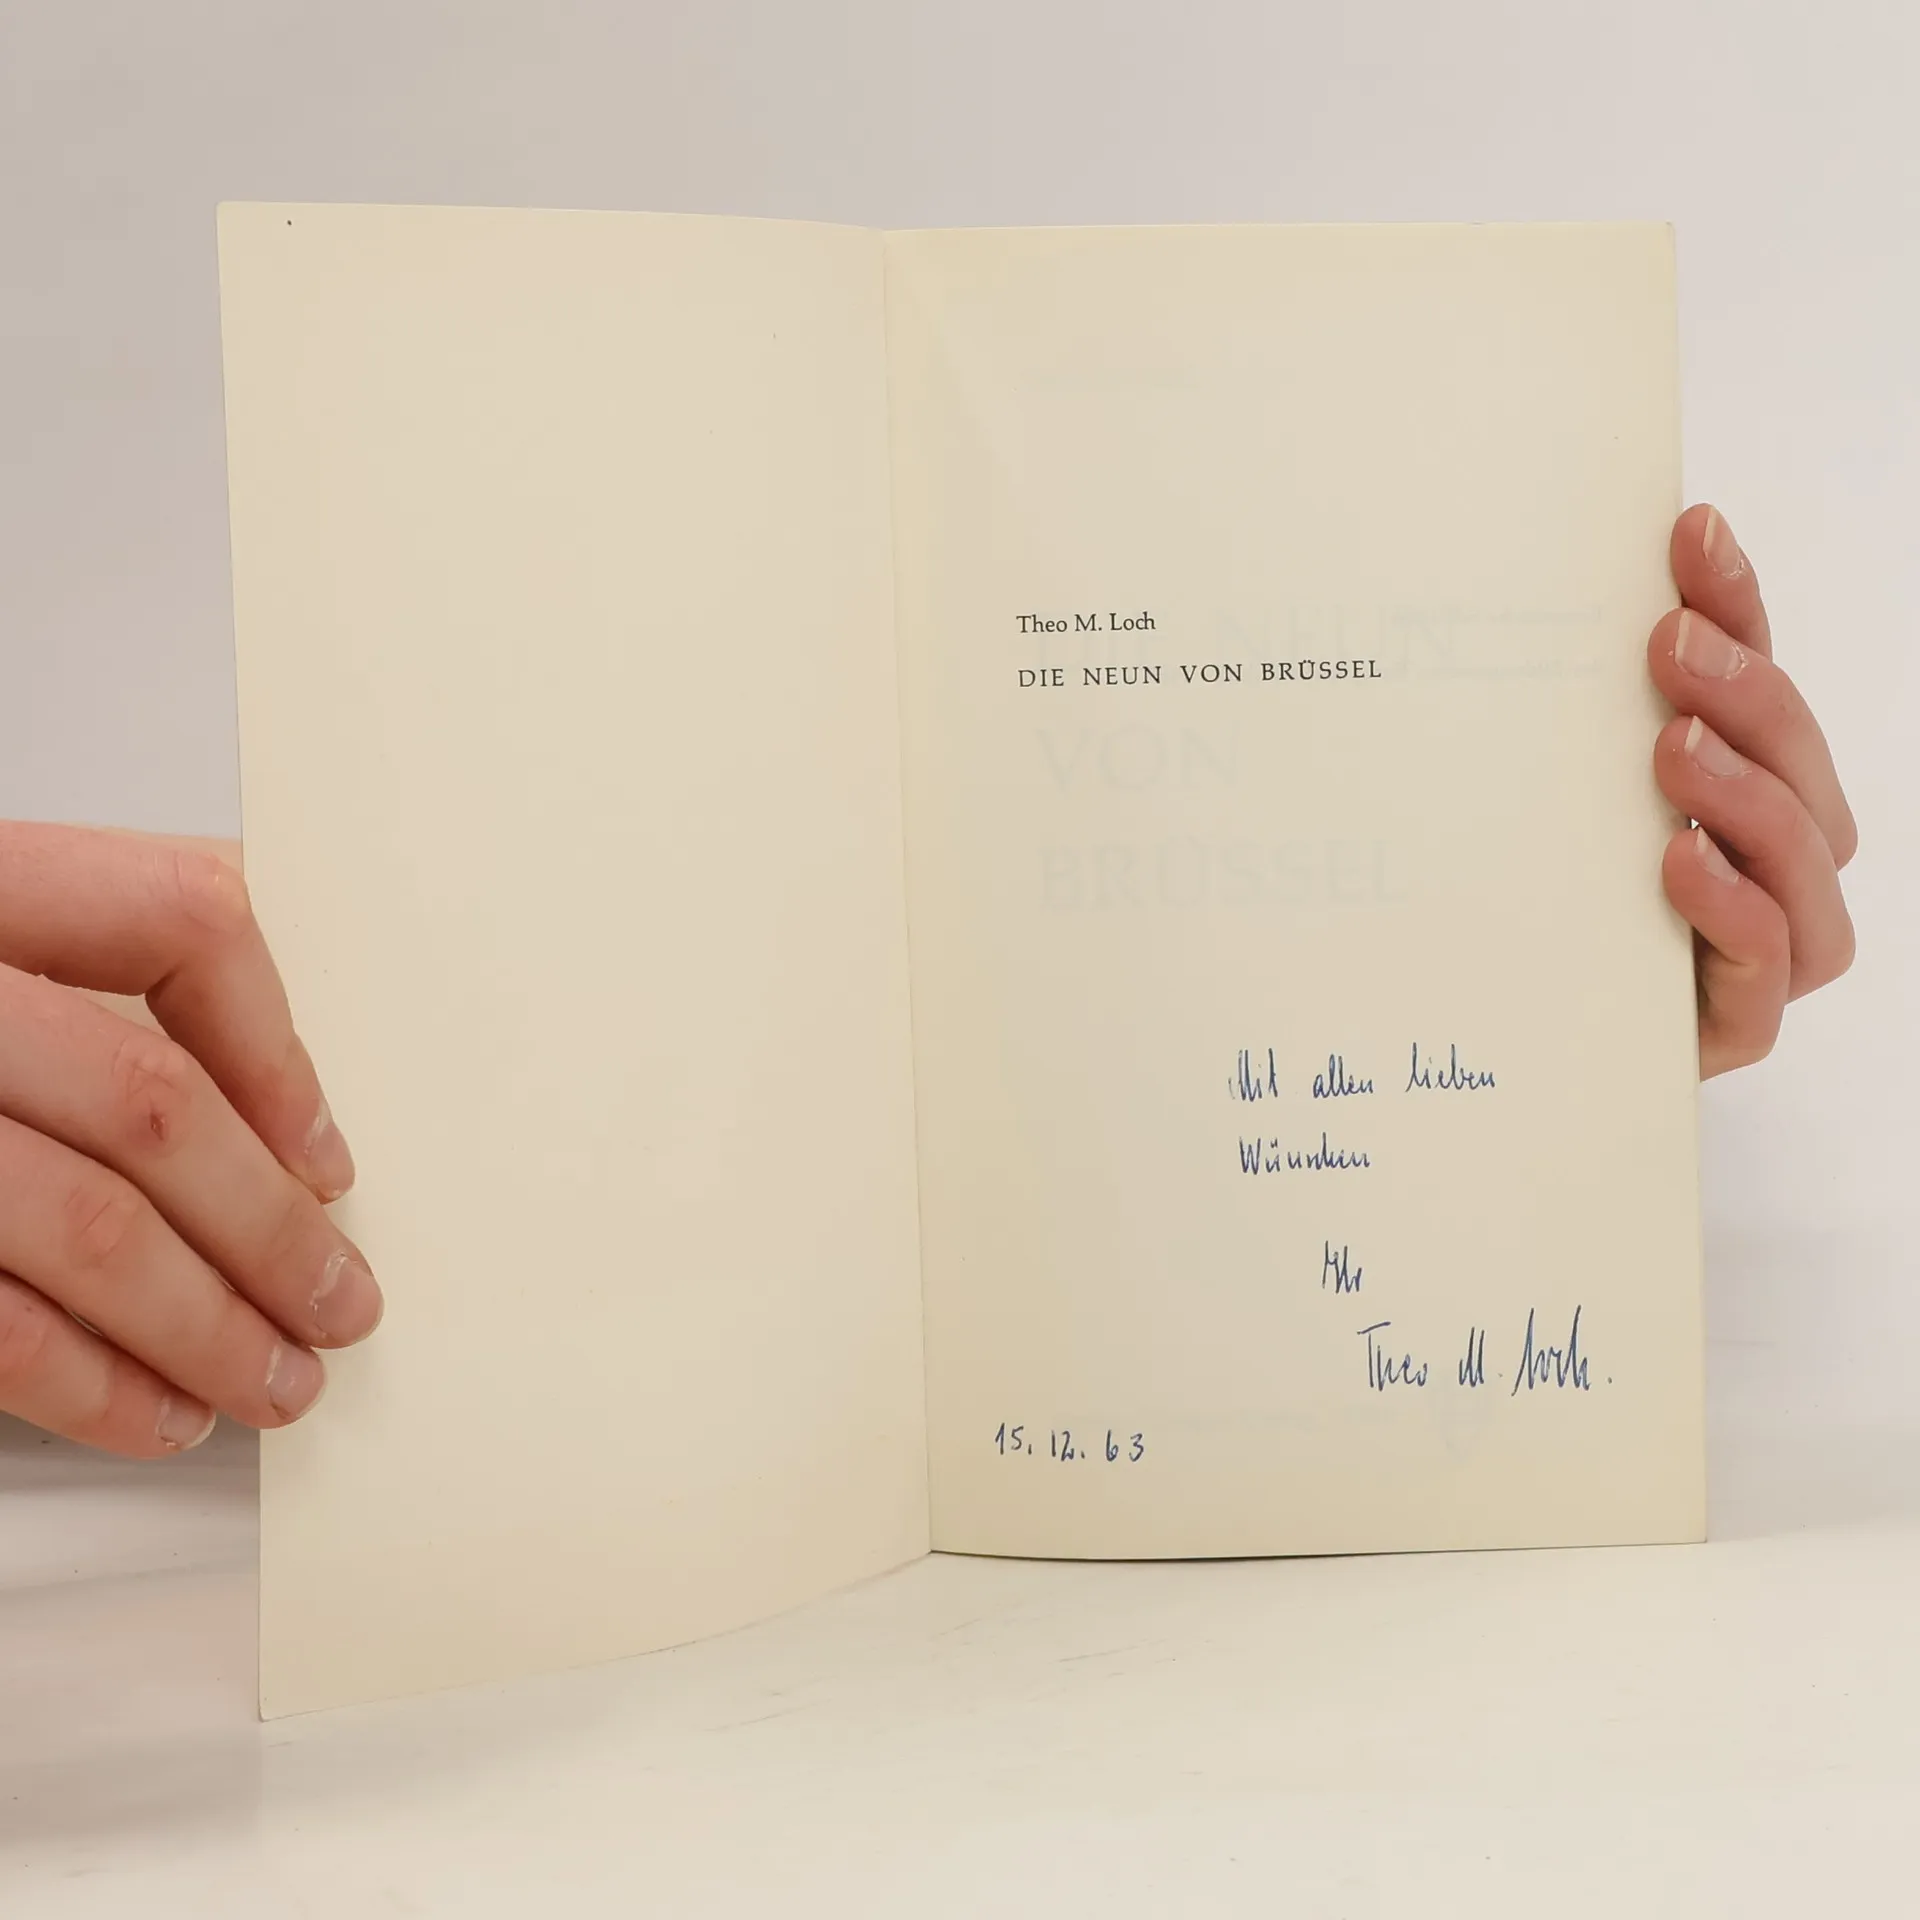 Theo M. Loch
DIE NEUN VON BRÜSSEL
Mit allen lieben
Wünschen
Ihr
Theo M. Loch.
15. 12. 63